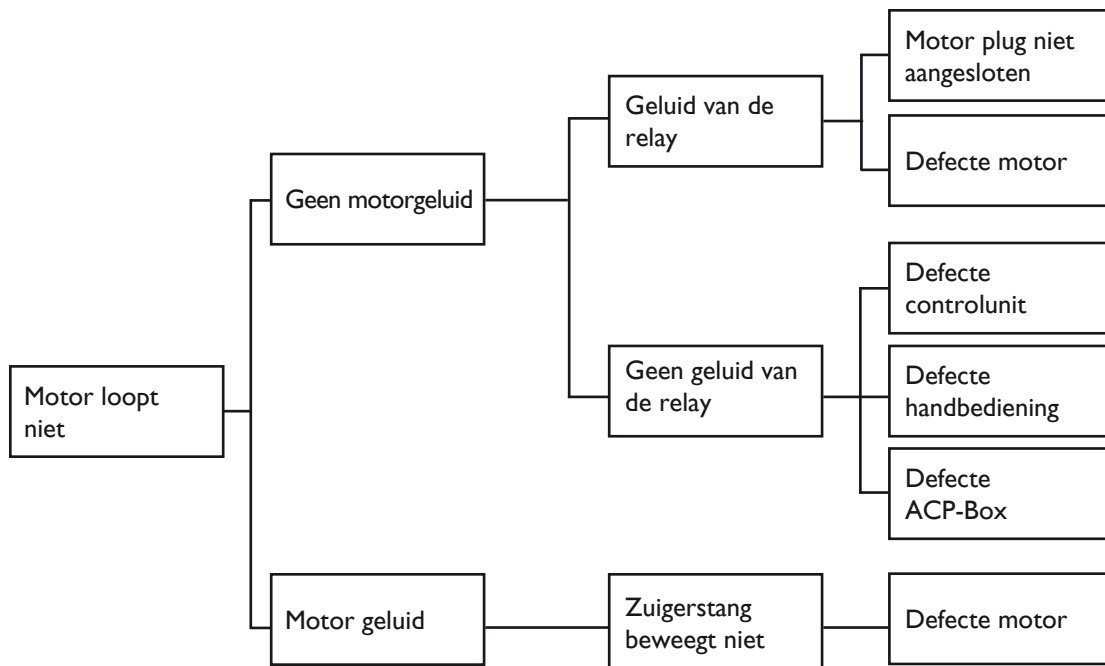 Motor loopt
niet
Geen motorgeluid
Geluid van de
relay
Motor plug niet
aangesloten
Defecte motor
Geen geluid van
de relay
Defecte
controlunit
Defecte
handbediening
Defecte
ACP-Box
Motor geluid
Zuigerstang
beweegt niet
Defecte motor